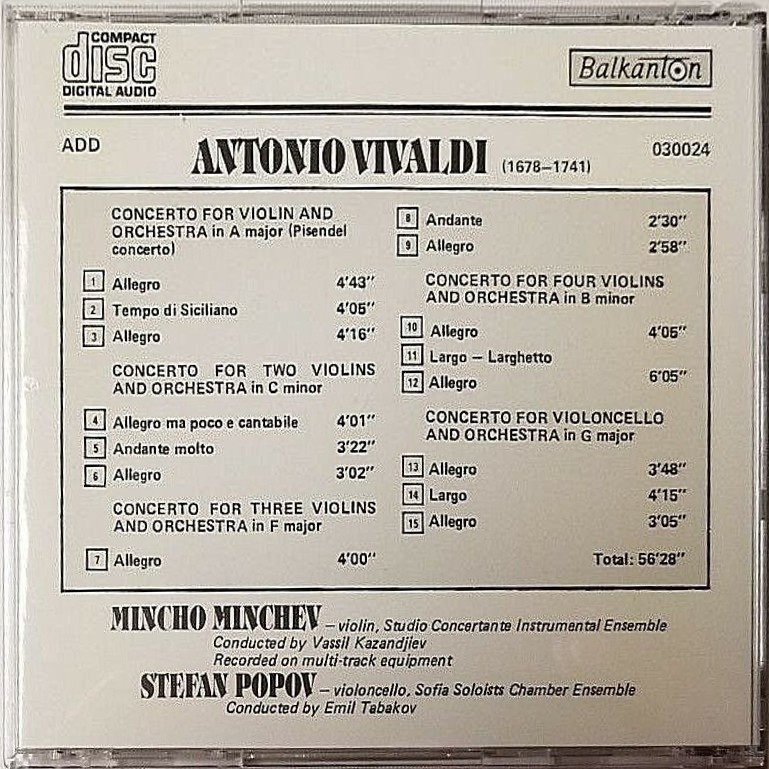 COMPACT
disc
DIGITAL AUDIO
Balkanton
ADD
ANTONIO VIVALDI (1678–1741)
030024
CONCERTO FOR VIOLIN AND
ORCHESTRA in A major (Pisendel
concerto)
1 Allegro 4'43"
2 Tempo di Siciliano 4'05"
3 Allegro 4'16"
CONCERTO FOR TWO VIOLINS
AND ORCHESTRA in C minor
4 Allegro ma poco e cantabile 4'01"
5 Andante molto 3'22"
6 Allegro 3'02"
CONCERTO FOR THREE VIOLINS
AND ORCHESTRA in F major
7 Allegro 4'00"
8 Andante 2'30"
9 Allegro 2'58"
CONCERTO FOR FOUR VIOLINS
AND ORCHESTRA in B minor
10 Allegro 4'05"
11 Largo – Larghetto
12 Allegro 6'05"
CONCERTO FOR VIOLONCELLO
AND ORCHESTRA in G major
13 Allegro 3'48"
14 Largo 4'15"
15 Allegro 3'05"
Total: 56'28"
MINCHO MINCHEV – violin, Studio Concertante Instrumental Ensemble
Conducted by Vassil Kazandjiev
Recorded on multi-track equipment
STEFAN POPOV – violoncello, Sofia Soloists Chamber Ensemble
Conducted by Emil Tabakov